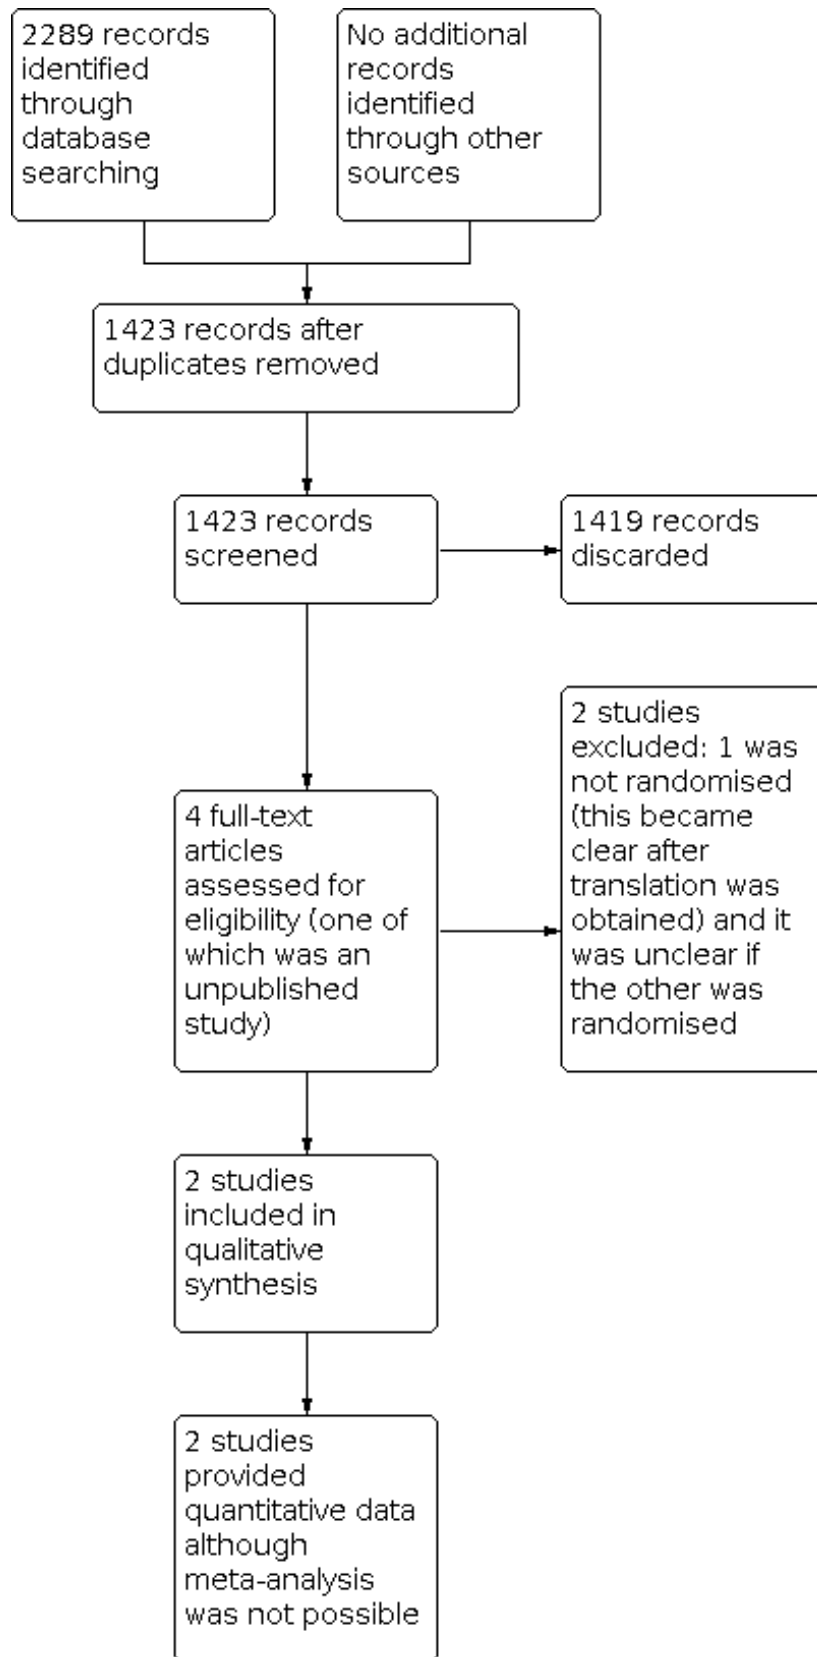 2289 records
identified
through
database
searching
No additional
records
identified
through other
sources
1423 records after
duplicates removed
1423 records
screened
1419 records
discarded
2 studies
excluded: 1 was
not randomised
(this became
clear after
translation was
obtained) and it
was unclear if
the other was
randomised
4 full-text
articles
assessed for
eligibility (one of
which was an
unpublished
study)
2 studies
included in
qualitative
synthesis
2 studies
provided
quantitative data
although
meta-analysis
was not possible